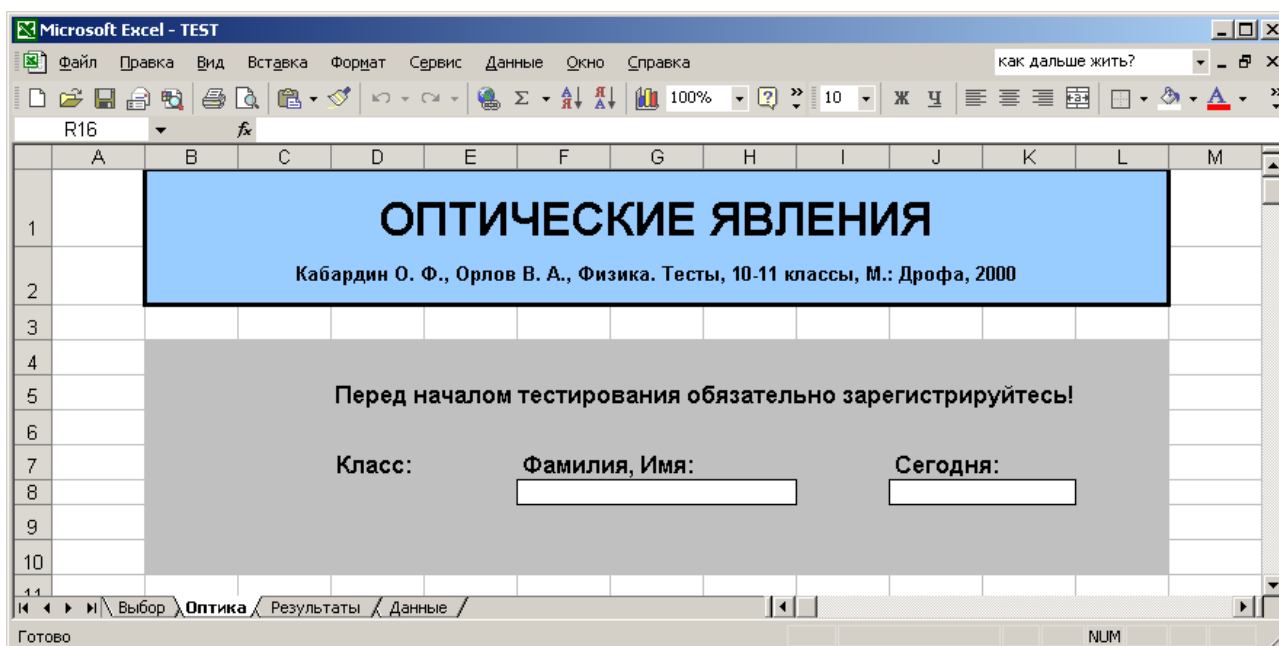 Microsoft Excel - TEST
Файл Правка Вид Вставка Формат Сервис Данные Окно Справка как дальше жить?
100% 10 Ж Ч
R16 fx
A B C D E F G H I J K L M
1 ОПТИЧЕСКИЕ ЯВЛЕНИЯ
2 Кабардин О. Ф., Орлов В. А., Физика. Тесты, 10-11 классы, М.: Дрофа, 2000
3
4
5 Перед началом тестирования обязательно зарегистрируйтесь!
6
7 Класс: Фамилия, Имя: Сегодня:
8
9
10
11
Выбор Оптика Результаты Данные
Готово NUM